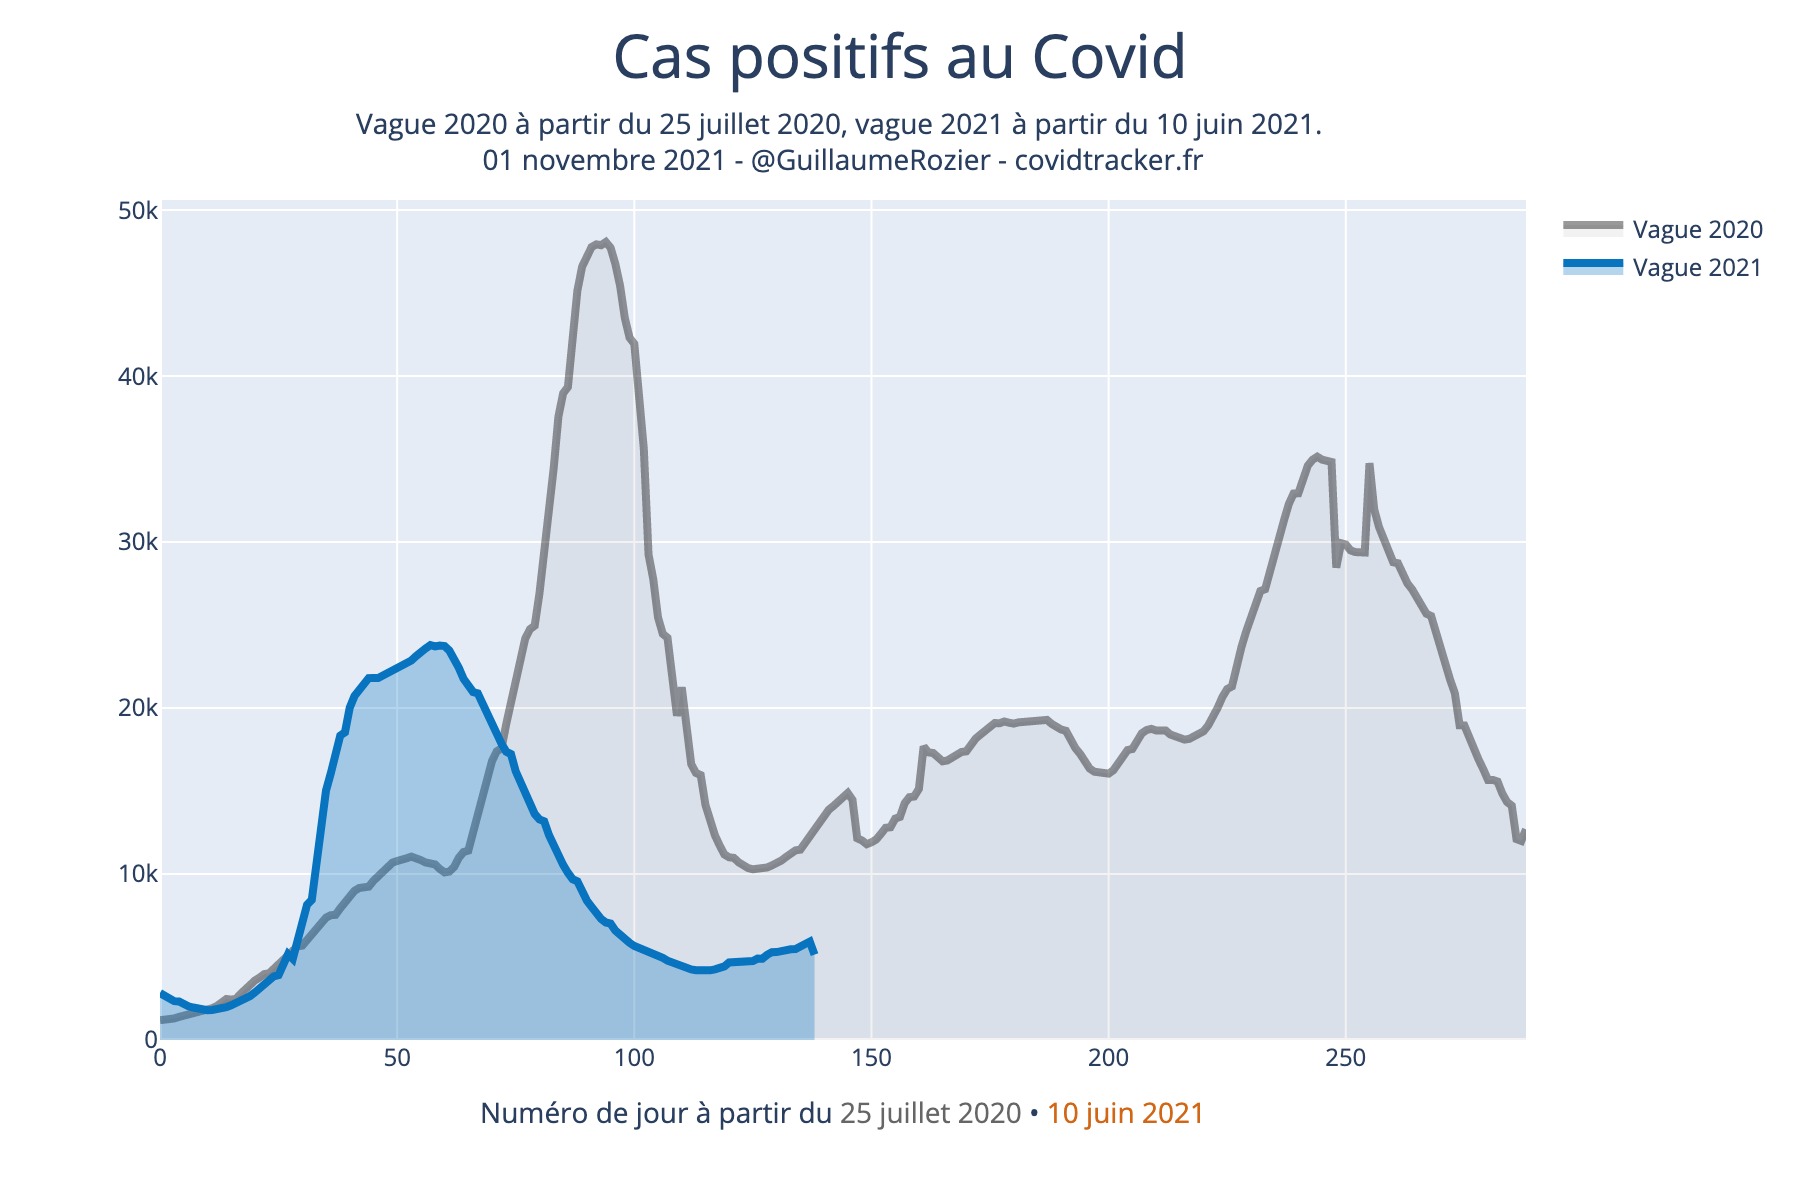 Cas positifs au Covid
Vague 2020 à partir du 25 juillet 2020, vague 2021 à partir du 10 juin 2021.
01 novembre 2021 - @GuillaumeRozier - covidtracker.fr
50k
40k
30k
20k
10k
0
Vague 2020
Vague 2021
0 50 100 150 200 250
Numéro de jour à partir du 25 juillet 2020 • 10 juin 2021